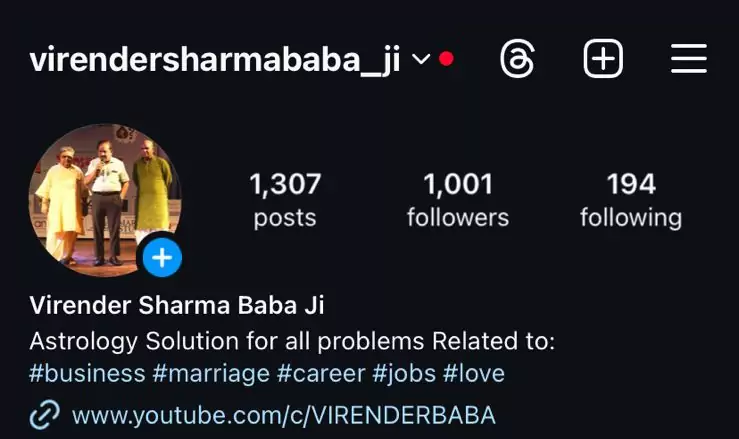 virendersharmababa_ji
1,307 1,001 194
posts followers following
Virender Sharma Baba Ji
Astrology Solution for all problems Related to:
#business #marriage #career #jobs #love
www.youtube.com/c/VIRENDERBABA